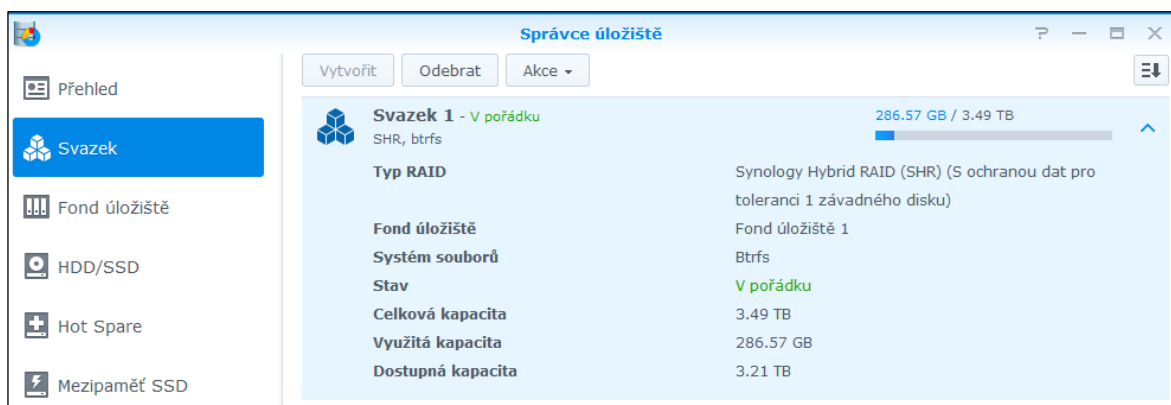 Správce úložiště
Přehled
Svazek
Fond úložiště
HDD/SSD
Hot Spare
Mezipaměť SSD
Vytvořit Odebrat Akce
Svazek 1 - V pořádku 286.57 GB / 3.49 TB
SHR, btrfs
Typ RAID Synology Hybrid RAID (SHR) (S ochranou dat pro
toleranci 1 závadného disku)
Fond úložiště Fond úložiště 1
Systém souborů Btrfs
Stav V pořádku
Celková kapacita 3.49 TB
Využitá kapacita 286.57 GB
Dostupná kapacita 3.21 TB